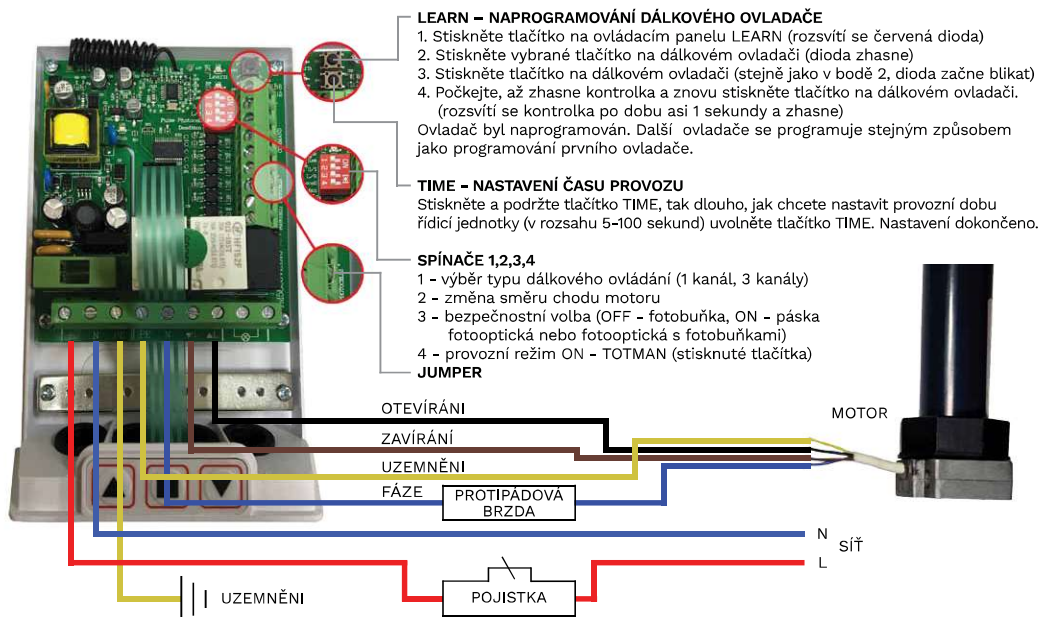 LEARN – NAPROGRAMOVÁNÍ DÁLKOVÉHO OVLADAČE
1. Stiskněte tlačítko na ovládacím panelu LEARN (rozsvítí se červená dioda)
2. Stiskněte vybrané tlačítko na dálkovém ovladači (dioda zhasne)
3. Stiskněte tlačítko na dálkovém ovladači (stejně jako v bodě 2, dioda začne blikat)
4. Počkejte, až zhasne kontrolka a znovu stiskněte tlačítko na dálkovém ovladači.
(rozsvítí se kontrolka po dobu asi 1 sekundy a zhasne)
Ovladač byl naprogramován. Další ovladače se programuje stejným způsobem
jako programování prvního ovladače.
TIME – NASTAVENÍ ČASU PROVOZU
Stiskněte a podržte tlačítko TIME, tak dlouho, jak chcete nastavit provozní dobu
řídicí jednotky (v rozsahu 5-100 sekund) uvolněte tlačítko TIME. Nastavení dokončeno.
SPÍNAČE 1,2,3,4
1 - výběr typu dálkového ovládání (1 kanál, 3 kanály)
2 - změna směru chodu motoru
3 - bezpečnostní volba (OFF - fotobuňka, ON - páska
fotooptická nebo fotooptická s fotobuňkami)
4 - provozní režim ON - TOTMAN (stisknuté tlačítka)
JUMPER
Learn
PE
N
OTEVÍRÁNI
ZAVÍRÁNÍ
UZEMNĚNI
FÁZE
PROTIPÁDOVÁ
BRZDA
MOTOR
N
SÍŤ
L
POJISTKA
UZEMNĚNI